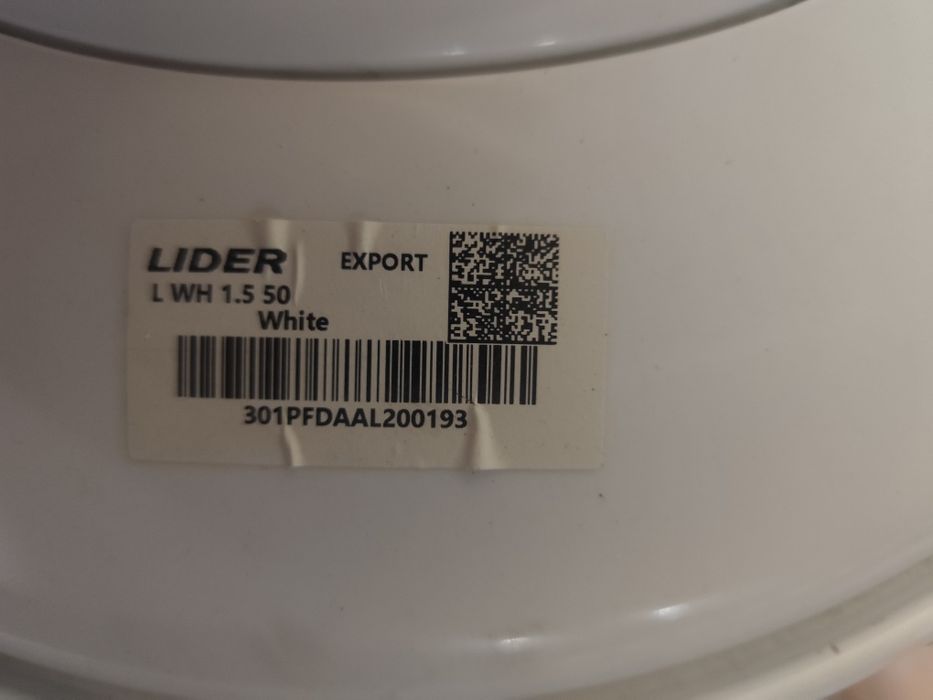 LIDER EXPORT
L WH 1.5 50
White
301PFDAAL200193